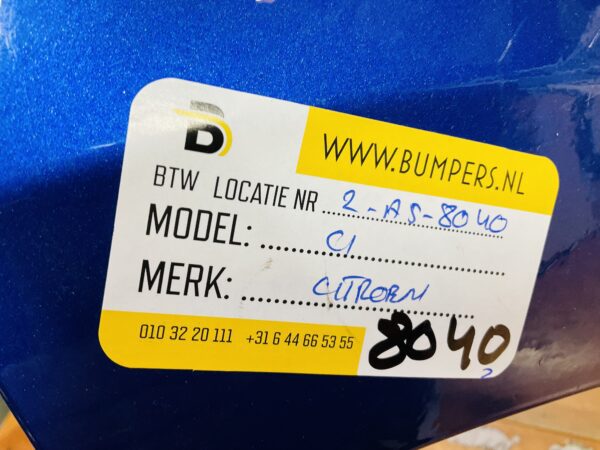 B
WWW.BUMPERS.NL
BTW LOCATIE NR 2-AS-8040
MODEL: C1
MERK: CITROEN
010 32 20 111 +31 6 44 66 53 55
8040
2